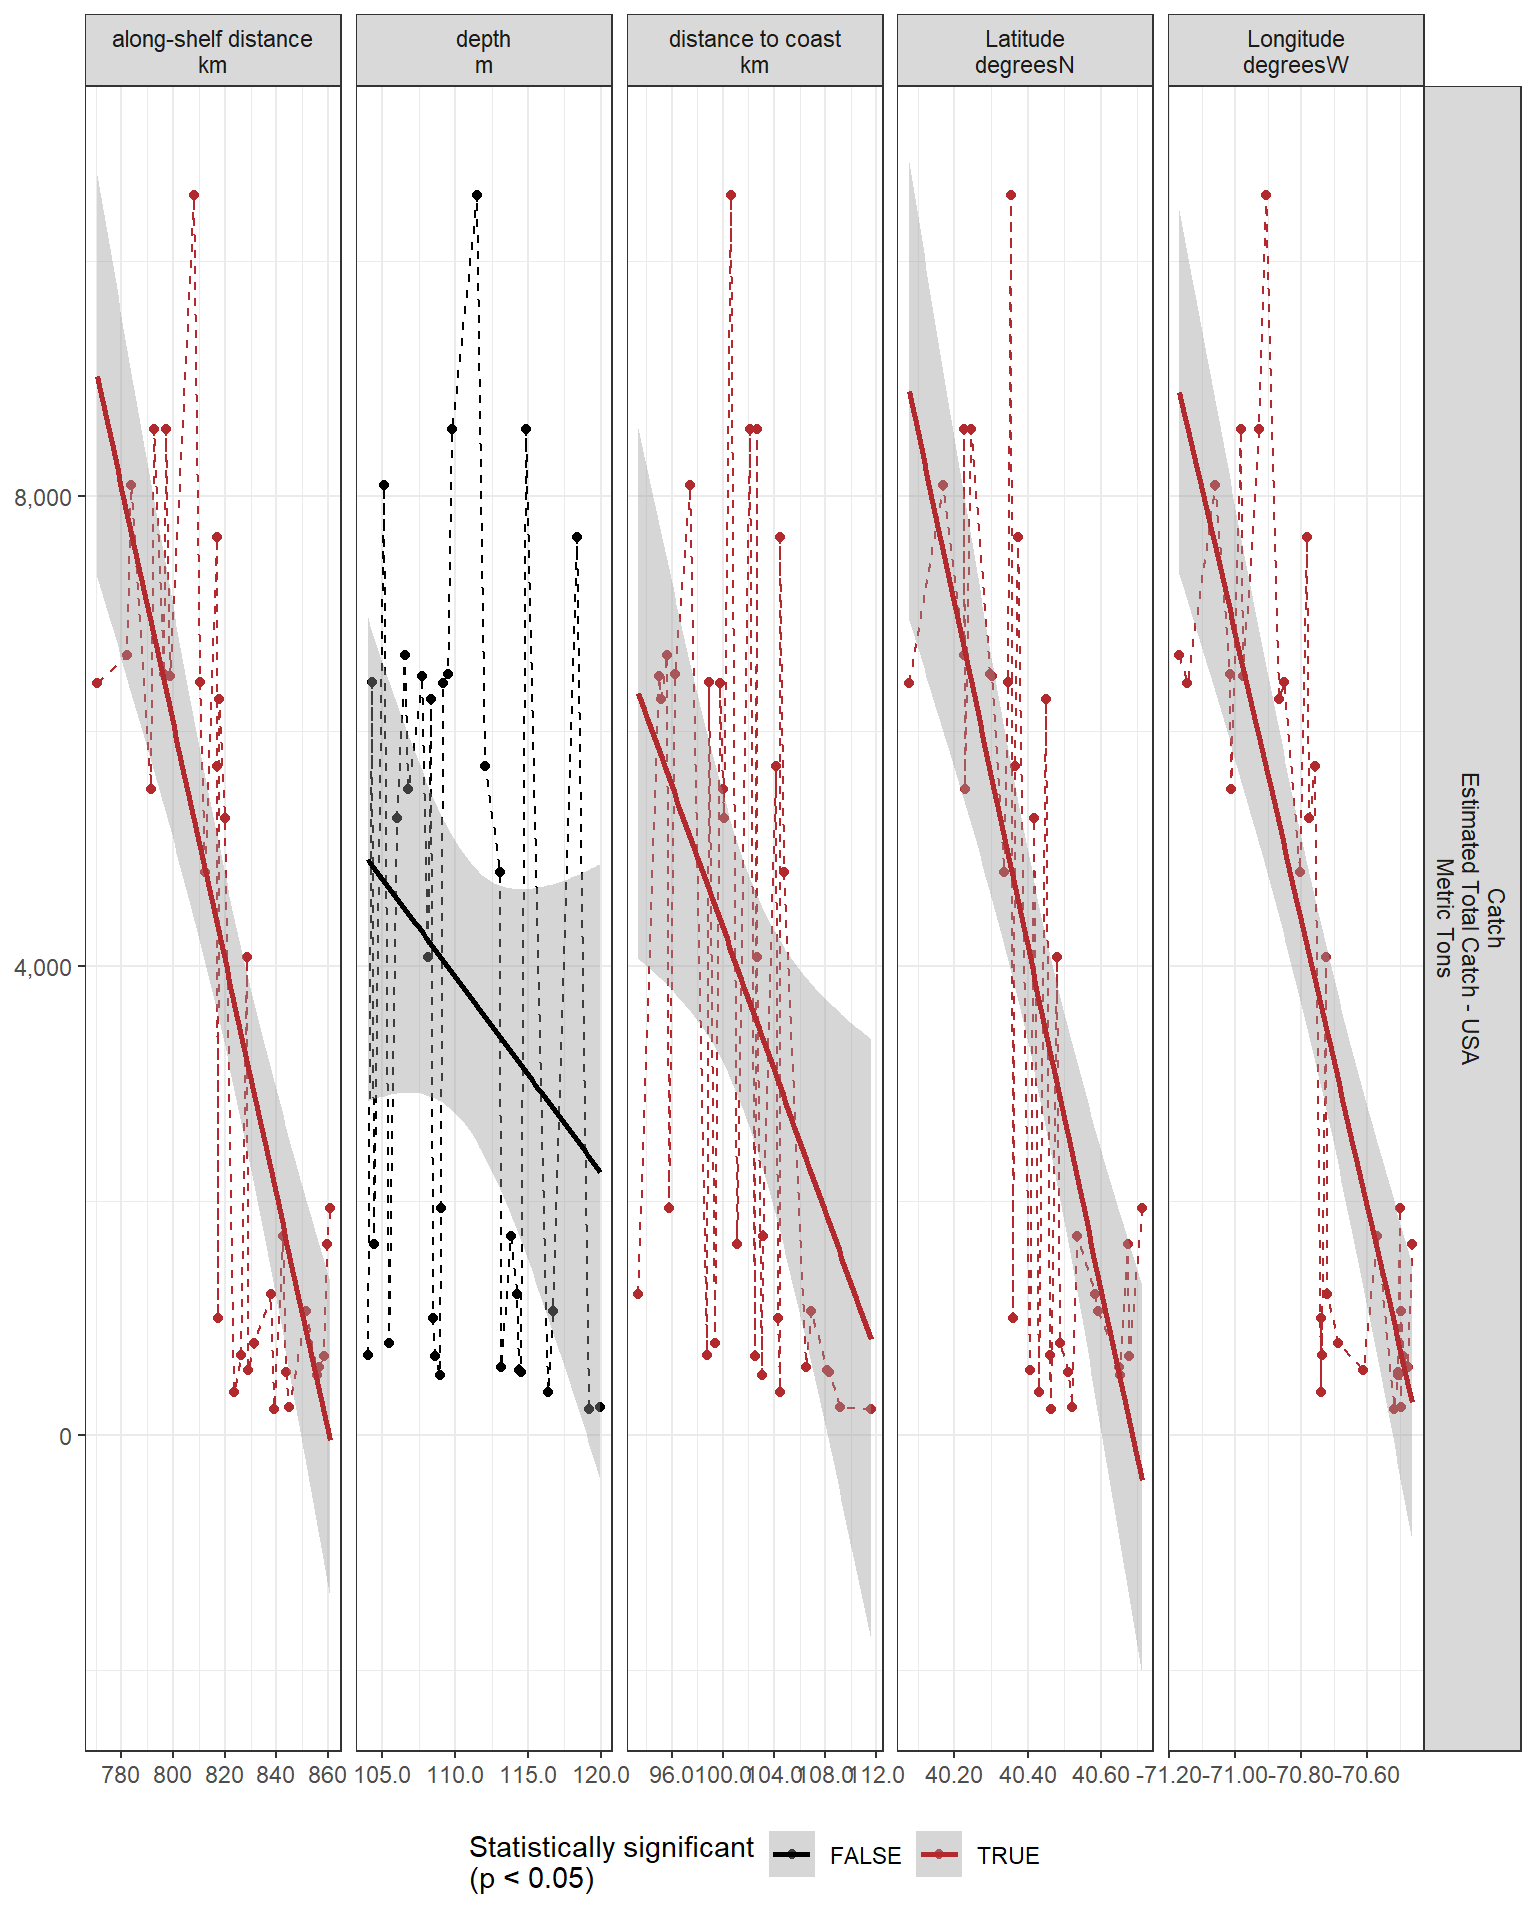 along-shelf distance
km
depth
m
distance to coast
km
Latitude
degreesN
Longitude
degreesW
Catch
Estimated Total Catch - USA
Metric Tons
8,000
4,000
0
780 800 820 840 860
105.0 110.0 115.0 120.0
96.0 100.0 104.0 108.0 112.0
40.20 40.40 40.60
-71.20 -71.00 -70.80 -70.60
Statistically significant
(p < 0.05)
FALSE
TRUE